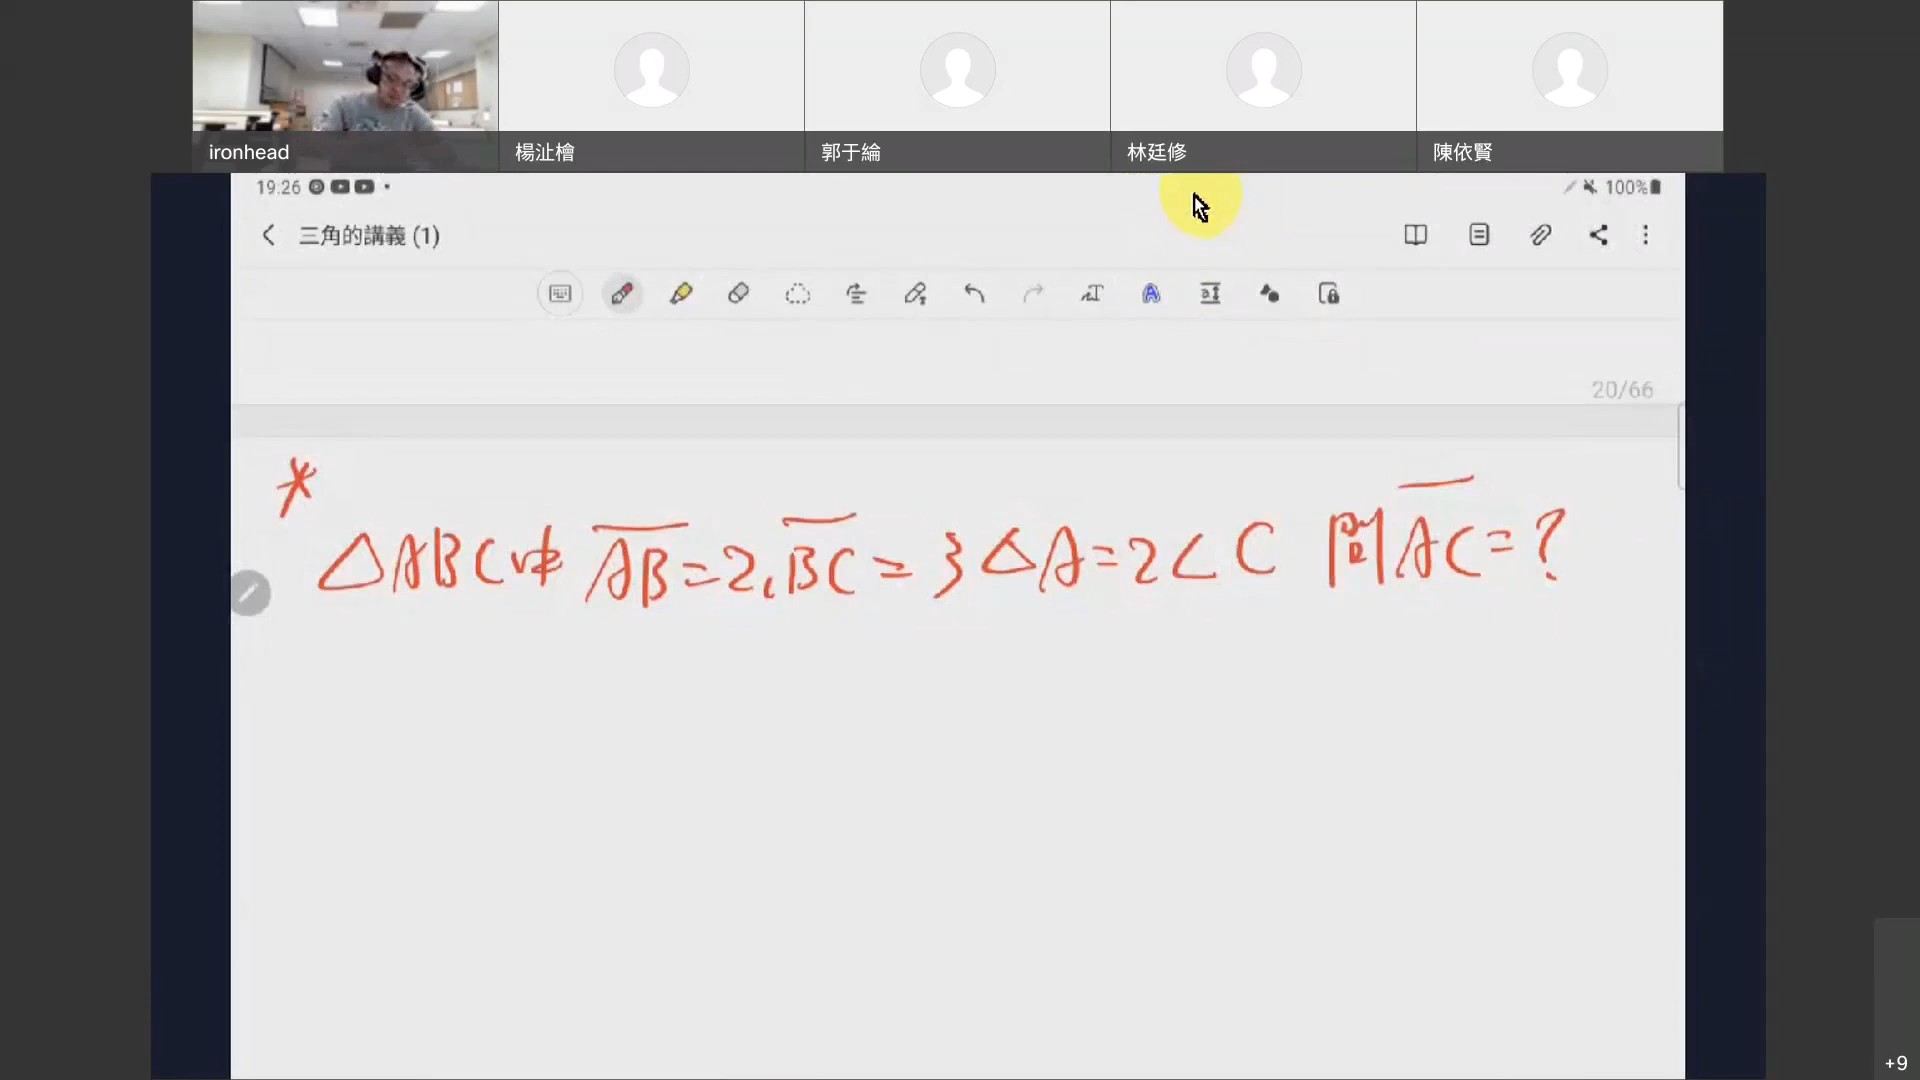 ironhead
楊沚檜
郭于綸
林廷修
陳依賢
19:26
100%
三角的講義 (1)
20/66
*
△ABC中 AB=2, BC=3 ∠A=2∠C 問AC=?
+9